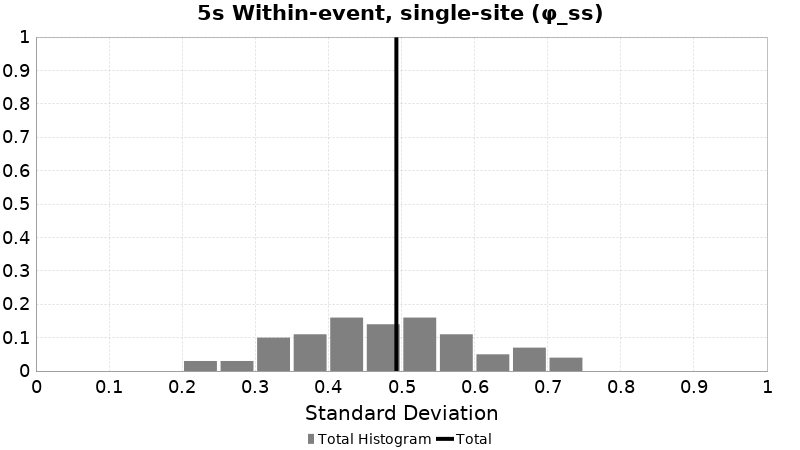 5s Within-event, single-site (φ_ss)
1
0.9
0.8
0.7
0.6
0.5
0.4
0.3
0.2
0.1
0
0 0.1 0.2 0.3 0.4 0.5 0.6 0.7 0.8 0.9 1
Standard Deviation
Total Histogram Total